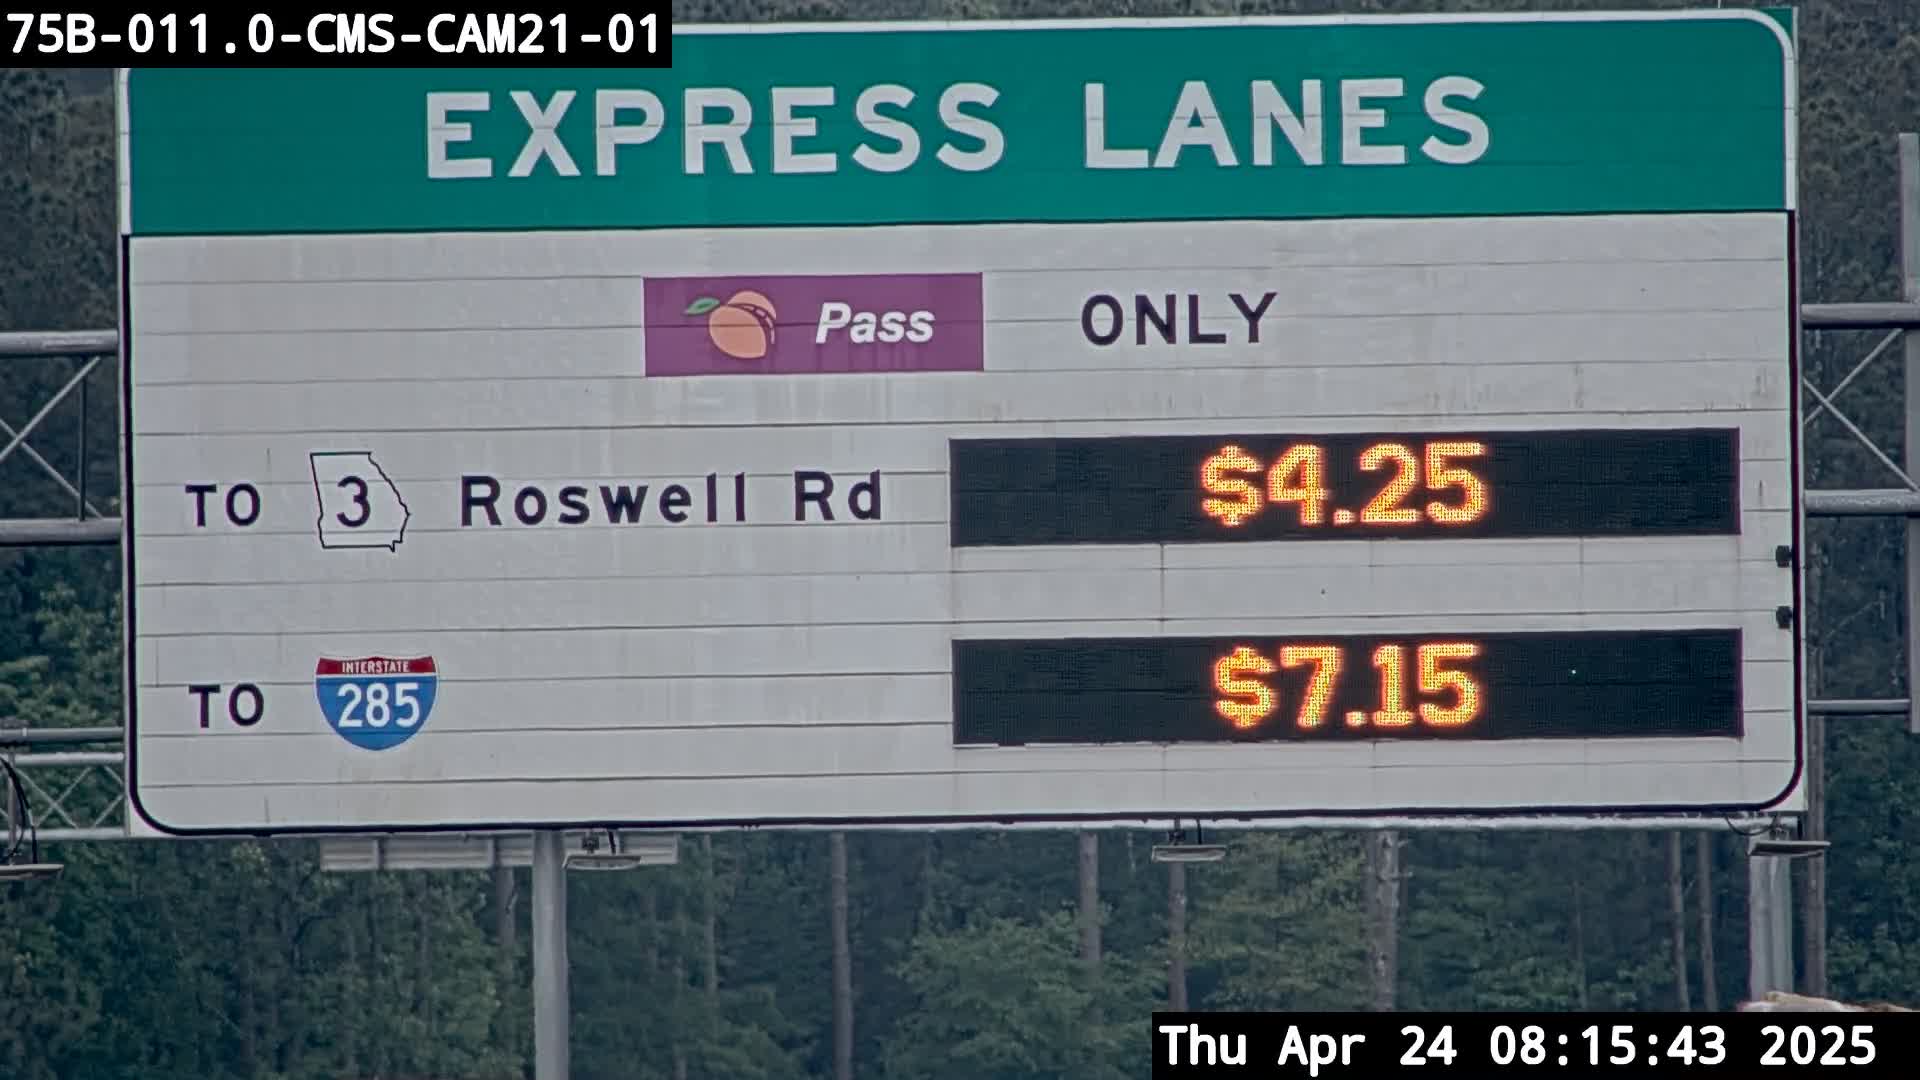 75B-011.0-CMS-CAM21-01
EXPRESS LANES
Pass ONLY
TO 3 Roswell Rd $4.25
INTERSTATE
TO 285 $7.15
Thu Apr 24 08:15:43 2025